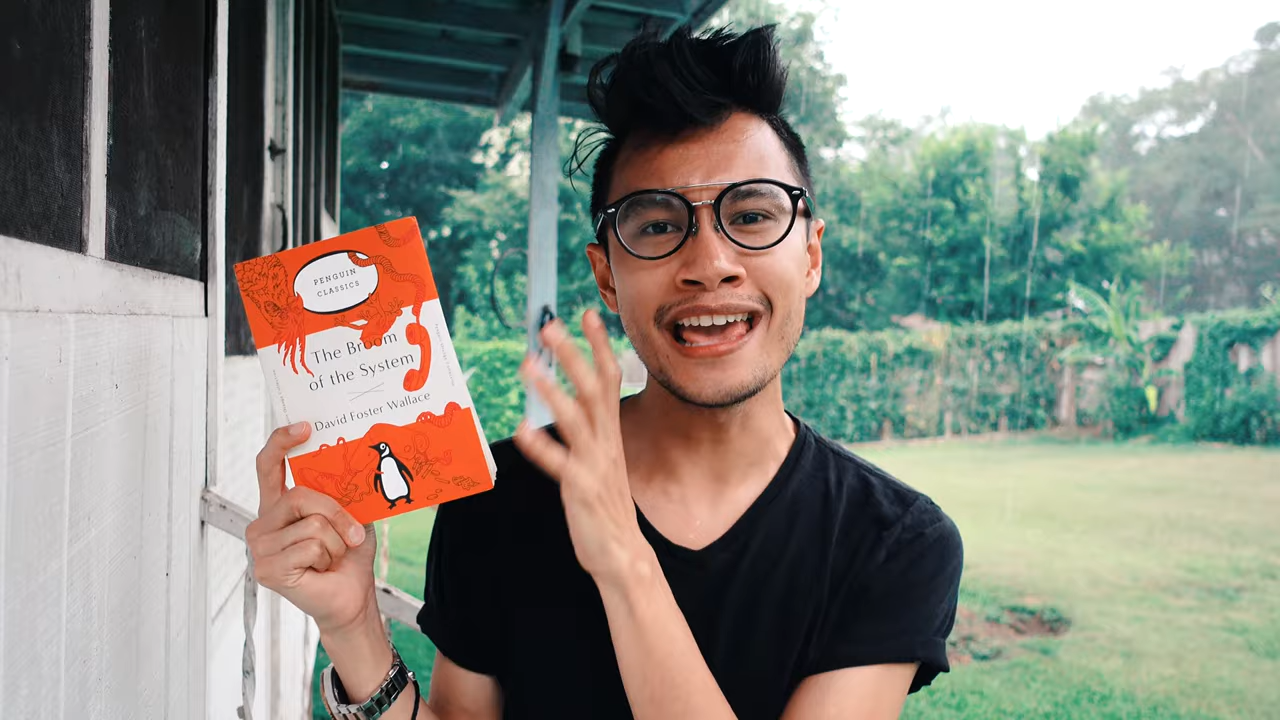 PENGUIN
CLASSICS
The Broom
of the System
David Foster Wallace